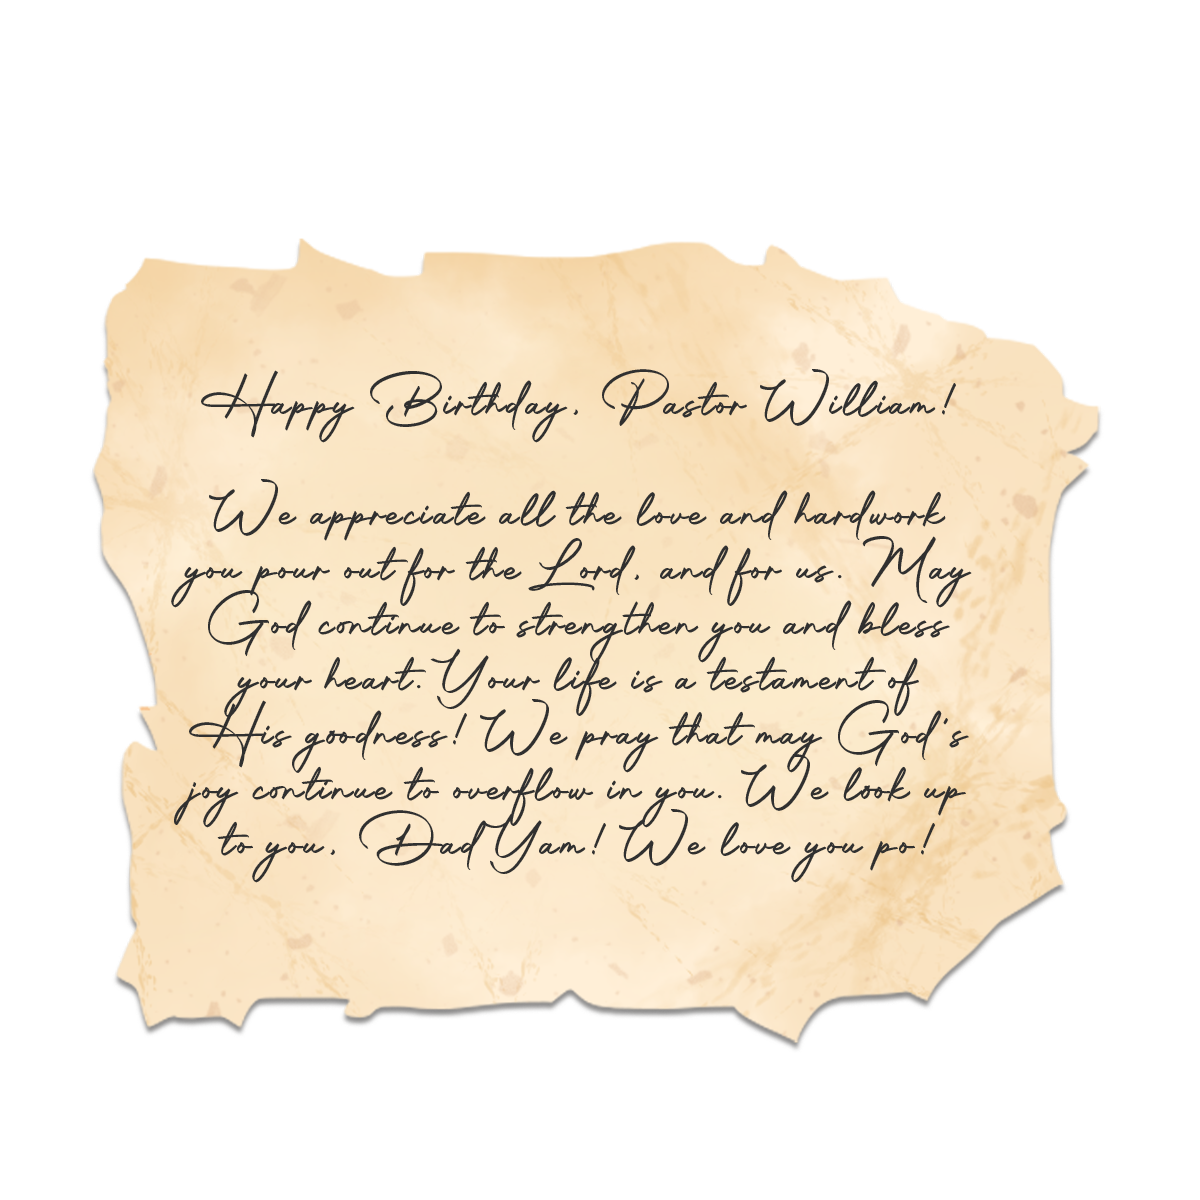 Happy Birthday, Pastor William!
We appreciate all the love and hardwork
you pour out for the Lord, and for us. May
God continue to strengthen you and bless
your heart. Your life is a testament of
His goodness! We pray that may God's
joy continue to overflow in you. We look up
to you, Dad Yam! We love you po!